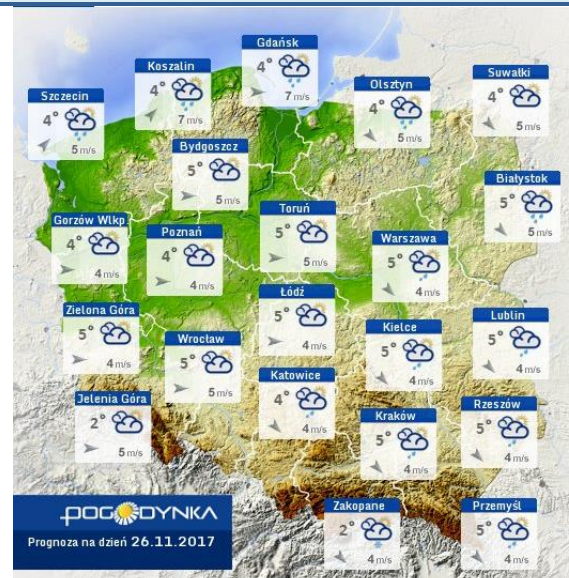 Gdańsk
4°
7 m/s
Koszalin
4°
7 m/s
Suwałki
4°
5 m/s
Olsztyn
4°
5 m/s
Szczecin
4°
5 m/s
Bydgoszcz
5°
5 m/s
Białystok
5°
5 m/s
Toruń
5°
5 m/s
Gorzów Wlkp
4°
4 m/s
Poznań
4°
4 m/s
Warszawa
5°
4 m/s
Łódź
5°
4 m/s
Zielona Góra
5°
4 m/s
Lublin
5°
4 m/s
Kielce
5°
4 m/s
Wrocław
5°
5 m/s
Katowice
4°
4 m/s
Jelenia Góra
2°
5 m/s
Rzeszów
5°
4 m/s
Kraków
5°
4 m/s
Zakopane
2°
4 m/s
Przemyśl
5°
4 m/s
POGODYNKA
Prognoza na dzień 26.11.2017